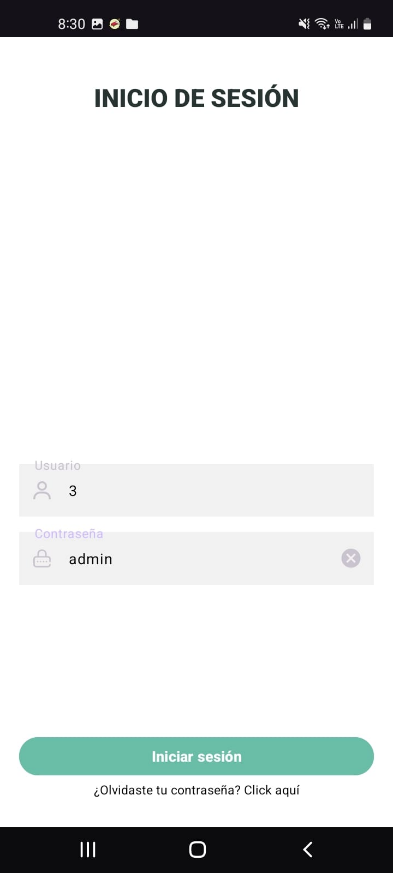 8:30
INICIO DE SESIÓN
Usuario
3
Contraseña
admin
Iniciar sesión
¿Olvidaste tu contraseña? Click aquí